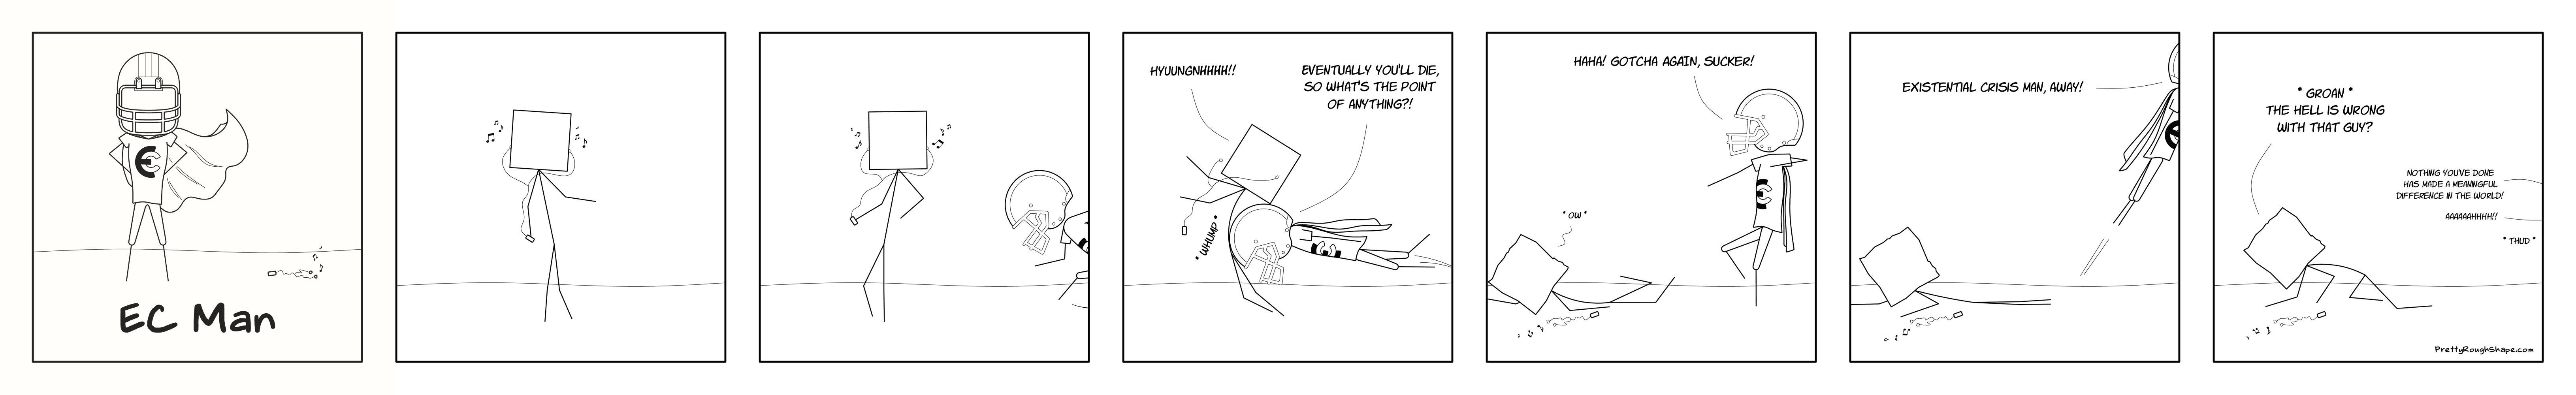 EC
EC Man
HYUUNGNHHHH!!
EVENTUALLY YOU'LL DIE,
SO WHAT'S THE POINT
OF ANYTHING?!
* WHUMP *
HAHA! GOTCHA AGAIN, SUCKER!
* OW *
EXISTENTIAL CRISIS MAN, AWAY!
* GROAN *
THE HELL IS WRONG
WITH THAT GUY?
NOTHING YOU'VE DONE
HAS MADE A MEANINGFUL
DIFFERENCE IN THE WORLD!
AAAAAAHHHH!!
* THUD *
PrettyRoughShape.com